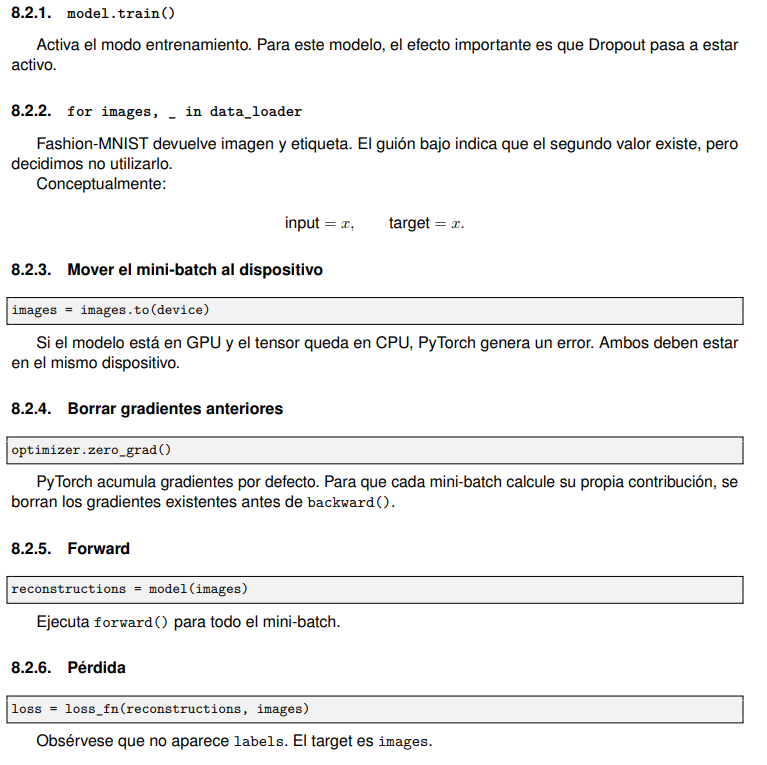 8.2.1. model.train()
Activa el modo entrenamiento. Para este modelo, el efecto importante es que Dropout pasa a estar
activo.
8.2.2. for images, _ in data_loader
Fashion-MNIST devuelve imagen y etiqueta. El guión bajo indica que el segundo valor existe, pero
decidimos no utilizarlo.
Conceptualmente:
input = x, target = x.
8.2.3. Mover el mini-batch al dispositivo
images = images.to(device)
Si el modelo está en GPU y el tensor queda en CPU, PyTorch genera un error. Ambos deben estar
en el mismo dispositivo.
8.2.4. Borrar gradientes anteriores
optimizer.zero_grad()
PyTorch acumula gradientes por defecto. Para que cada mini-batch calcule su propia contribución, se
borran los gradientes existentes antes de backward().
8.2.5. Forward
reconstructions = model(images)
Ejecuta forward() para todo el mini-batch.
8.2.6. Pérdida
loss = loss_fn(reconstructions, images)
Obsérvese que no aparece labels. El target es images.